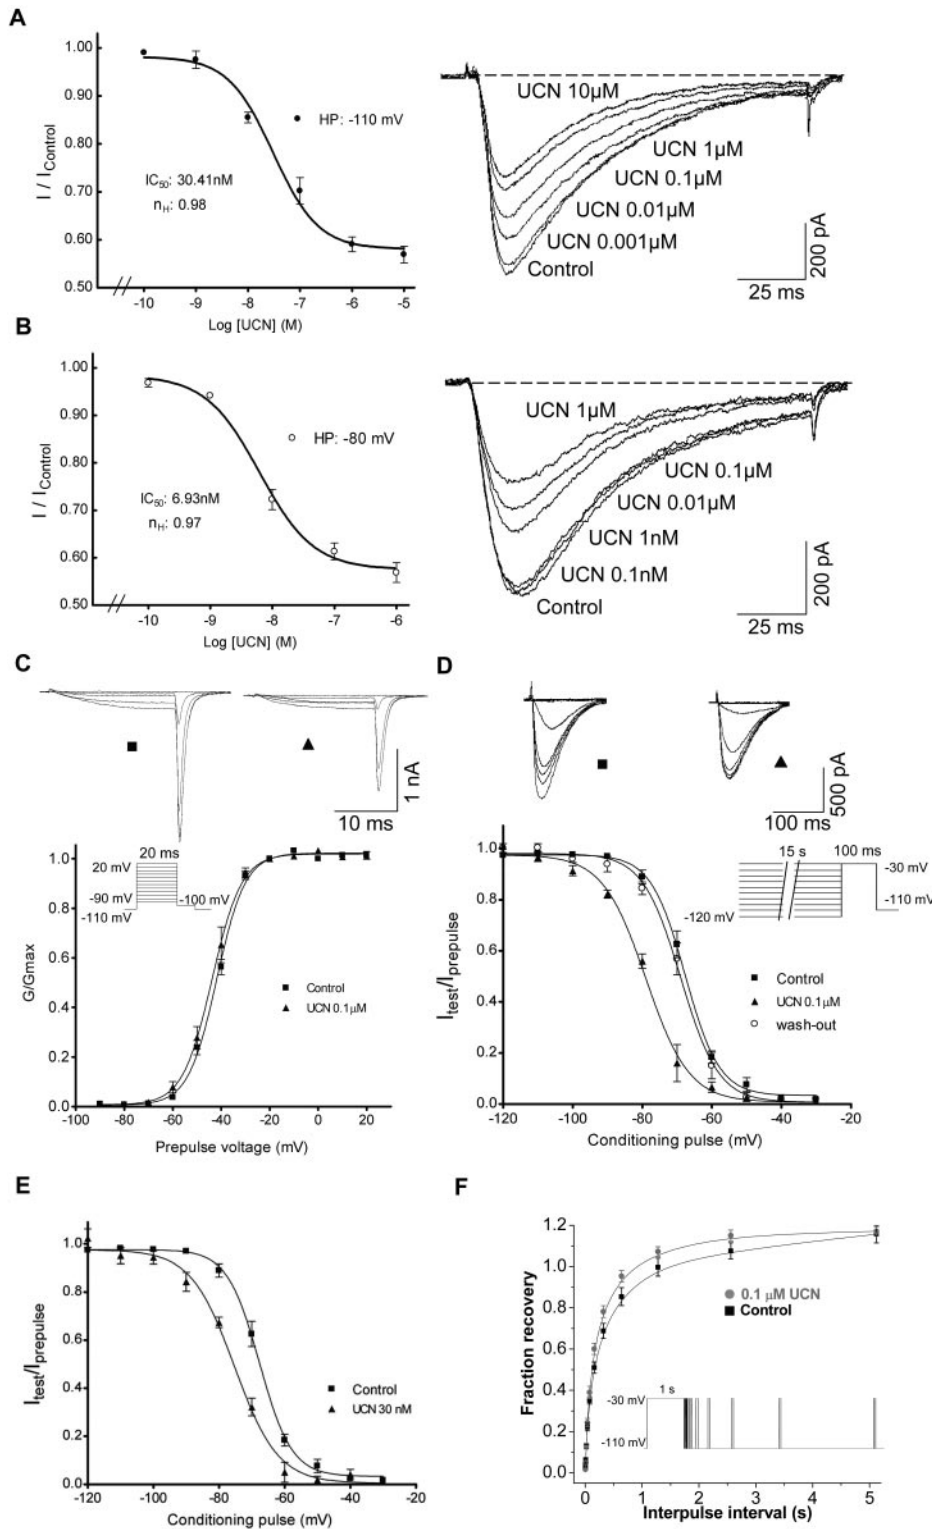 A
1.00
0.90
0.80
0.70
0.60
0.50
I / I Control
HP: -110 mV
IC50: 30.41nM
nH: 0.98
-10 -9 -8 -7 -6 -5
Log [UCN] (M)
UCN 10µM
UCN 1µM
UCN 0.1µM
UCN 0.01µM
UCN 0.001µM
Control
200 pA
25 ms
B
1.00
0.90
0.80
0.70
0.60
0.50
I / I Control
HP: -80 mV
IC50: 6.93nM
nH: 0.97
-10 -9 -8 -7 -6
Log [UCN] (M)
UCN 1µM
UCN 0.1µM
UCN 0.01µM
UCN 1nM
UCN 0.1nM
Control
200 pA
25 ms
C
1 nA
10 ms
20 ms
20 mV
-90 mV
-110 mV
-100 mV
1.0
0.8
0.6
0.4
0.2
0.0
G/Gmax
Control
UCN 0.1µM
-100 -80 -60 -40 -20 0 20
Prepulse voltage (mV)
D
500 pA
100 ms
15 s
100 ms
-30 mV
-110 mV
-120 mV
1.0
0.8
0.6
0.4
0.2
0.0
Itest/Iprepulse
Control
UCN 0.1µM
wash-out
-120 -100 -80 -60 -40 -20
Conditioning pulse (mV)
E
1.0
0.8
0.6
0.4
0.2
0.0
Itest/Iprepulse
Control
UCN 30 nM
-120 -100 -80 -60 -40 -20
Conditioning pulse (mV)
F
1.2
1.0
0.8
0.6
0.4
0.2
0.0
Fraction recovery
0.1 µM UCN
Control
1 s
-30 mV
-110 mV
0 1 2 3 4 5
Interpulse interval (s)